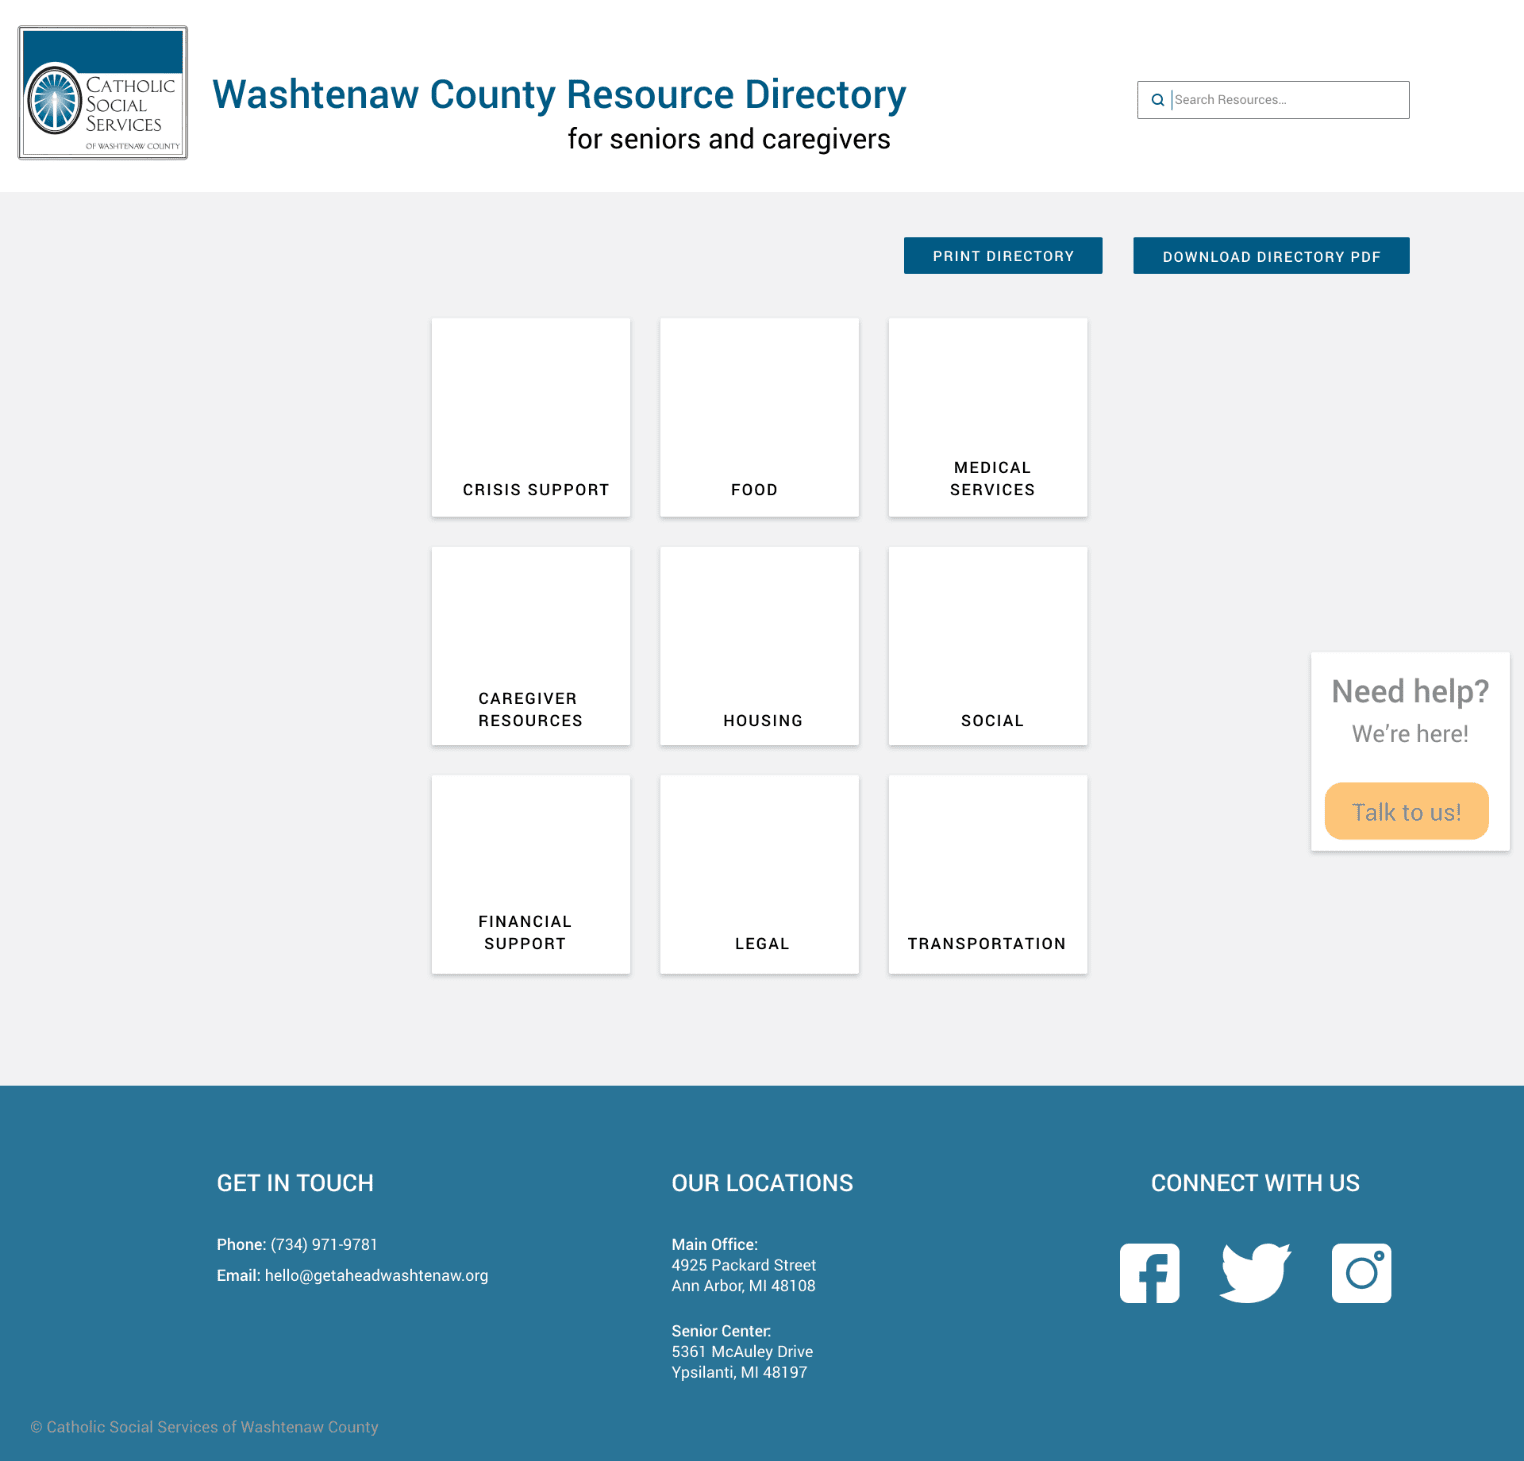 CATHOLIC
SOCIAL
SERVICES
OF WASHTENAW COUNTY
Washtenaw County Resource Directory
for seniors and caregivers
Search Resources...
PRINT DIRECTORY
DOWNLOAD DIRECTORY PDF
CRISIS SUPPORT
FOOD
MEDICAL
SERVICES
CAREGIVER
RESOURCES
HOUSING
SOCIAL
FINANCIAL
SUPPORT
LEGAL
TRANSPORTATION
Need help?
We're here!
Talk to us!
GET IN TOUCH
Phone: (734) 971-9781
Email: hello@getaheadwashtenaw.org
OUR LOCATIONS
Main Office:
4925 Packard Street
Ann Arbor, MI 48108
Senior Center:
5361 McAuley Drive
Ypsilanti, MI 48197
CONNECT WITH US
© Catholic Social Services of Washtenaw County